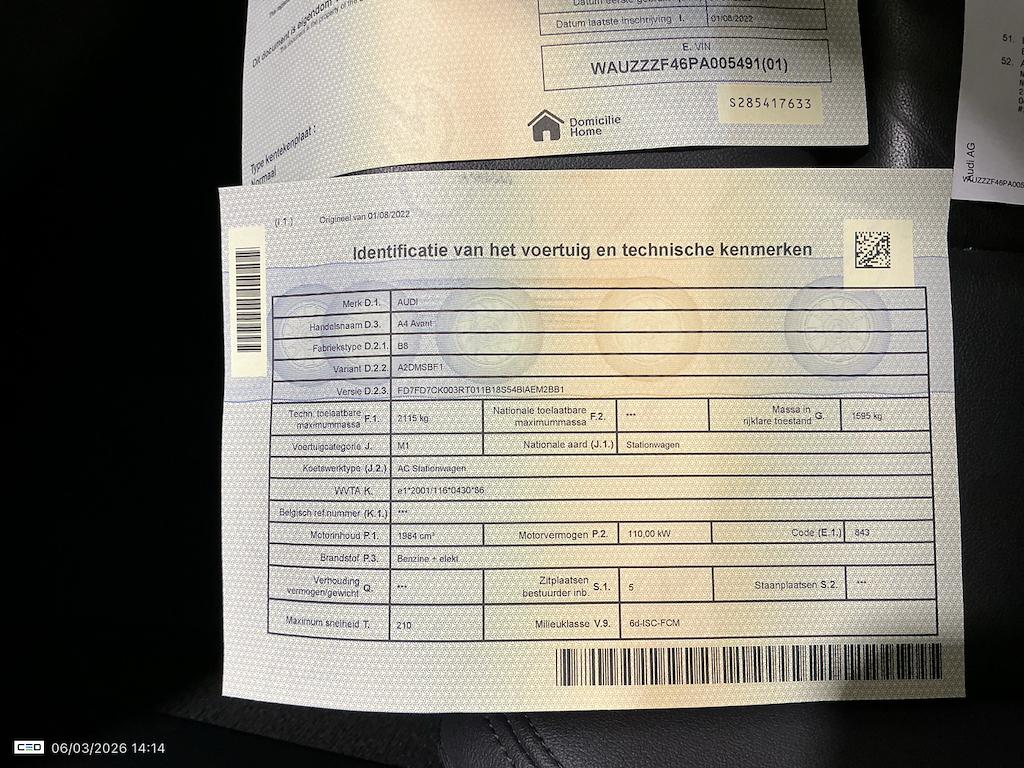 Dit document is eigendom
Datum laatste inschrijving I. 01/08/2022
E. VIN
WAUZZZF46PA005491(01)
S285417633
Domicilie
Home
Type kentekenplaat :
Normaal
51.
52.
Audi AG
(I.1.) Origineel van 01/08/2022
Identificatie van het voertuig en technische kenmerken
Merk D.1. AUDI
Handelsnaam D.3. A4 Avant
Fabriekstype D.2.1. B8
Variant D.2.2. A2DMSBF1
Versie D.2.3. FD7FD7CK003RT011B18S54BIAEM2BB1
Techn. toelaatbare maximummassa F.1. 2115 kg Nationale toelaatbare maximummassa F.2. *** Massa in rijklare toestand G. 1595 kg
Voertuigcategorie J. M1 Nationale aard (J.1.) Stationwagen
Koetswerktype (J.2.) AC Stationwagen
WVTA K. e1*2001/116*0430*86
Belgisch ref.nummer (K.1.) ***
Motorinhoud P.1. 1984 cm³ Motorvermogen P.2. 110,00 kW Code (E.1.) 843
Brandstof P.3. Benzine + elekt
Verhouding vermogen/gewicht Q. *** Zitplaatsen bestuurder inb. S.1. 5 Staanplaatsen S.2. ***
Maximum snelheid T. 210 Milieuklasse V.9. 6d-ISC-FCM
06/03/2026 14:14